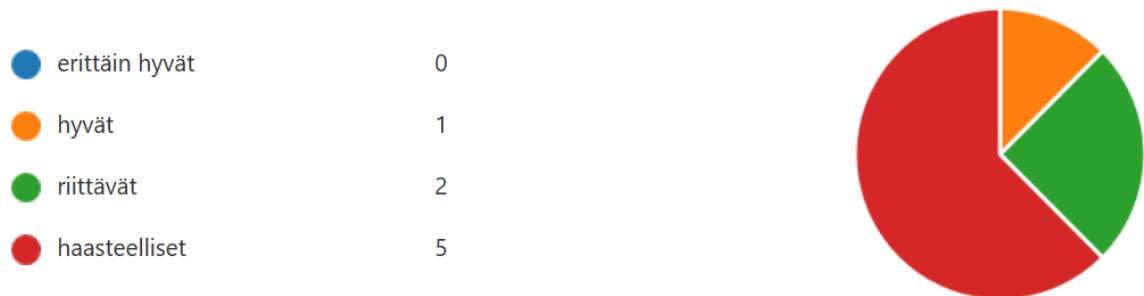 erittäin hyvät 0
hyvät 1
riittävät 2
haasteelliset 5